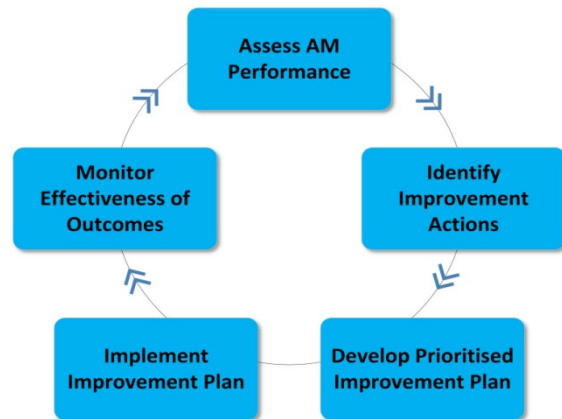 Assess AM
Performance
Identify
Improvement
Actions
Develop Prioritised
Improvement Plan
Implement
Improvement Plan
Monitor
Effectiveness of
Outcomes